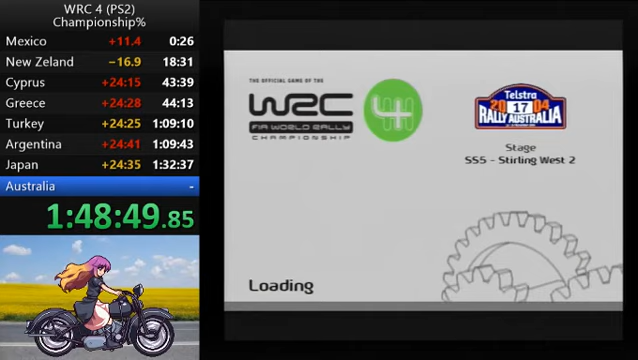 WRC 4 (PS2)
Championship%
Mexico +11.4 0:26
New Zeland −16.9 18:31
Cyprus +24:15 43:39
Greece +24:28 44:13
Turkey +24:25 1:09:10
Argentina +24:41 1:09:43
Japan +24:35 1:32:37
Australia -
1:48:49.85
THE OFFICIAL GAME OF THE
WRC 4
FIA WORLD RALLY
CHAMPIONSHIP
Telstra
20 17 04
RALLY AUSTRALIA
Stage
SS5 - Stirling West 2
Loading